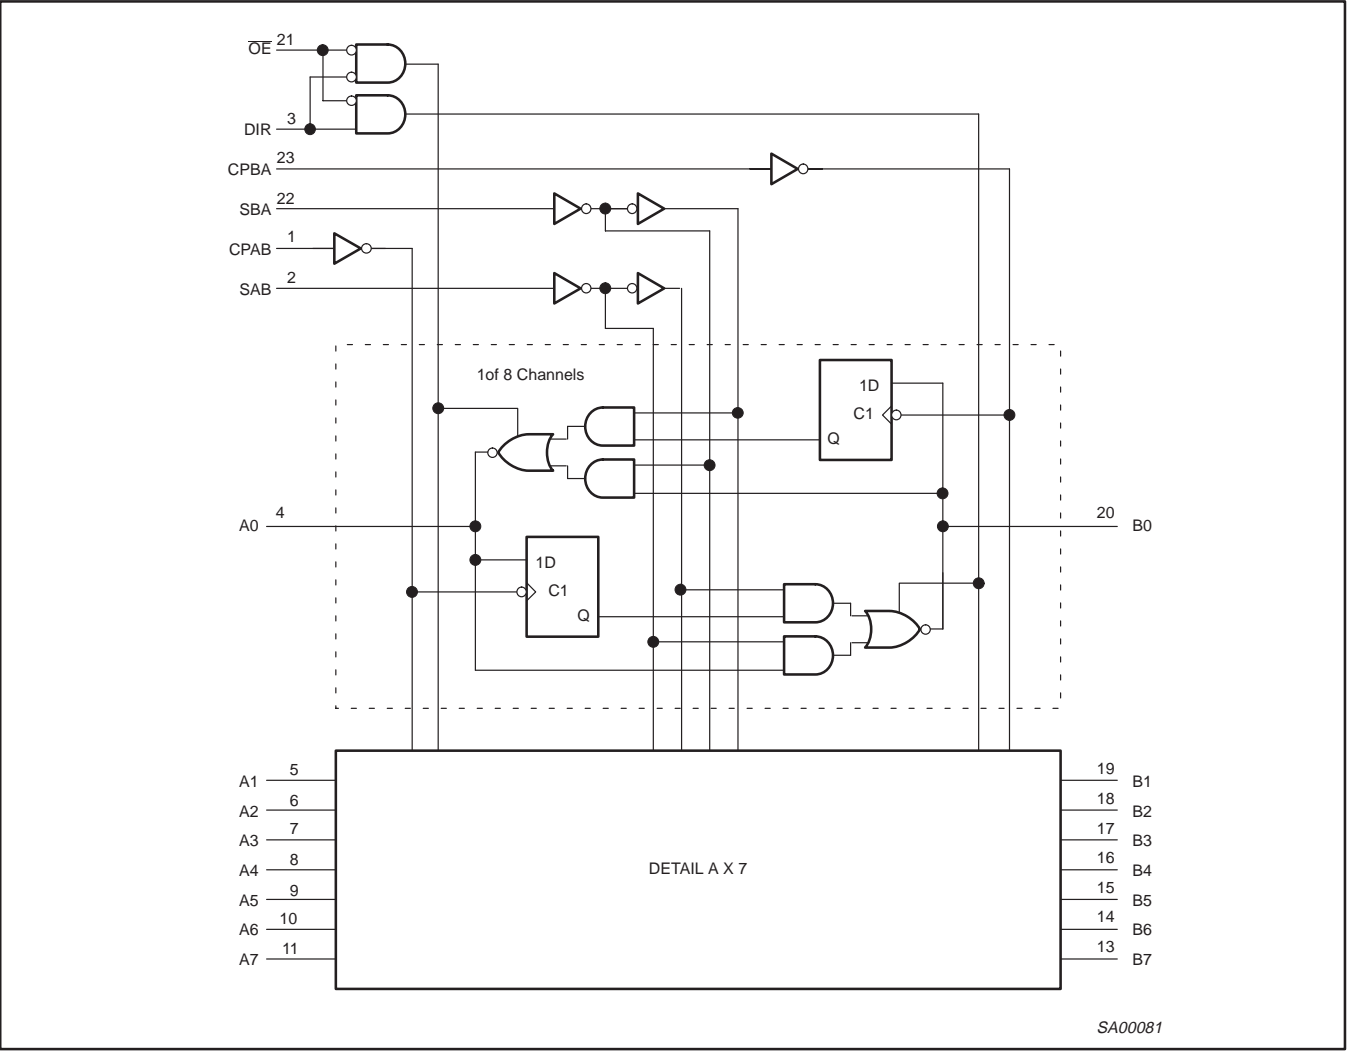 OE 21
DIR 3
CPBA 23
SBA 22
CPAB 1
SAB 2
1of 8 Channels
1D
C1
Q
A0 4
20 B0
1D
C1
Q
A1 5
19 B1
A2 6
18 B2
A3 7
17 B3
A4 8
16 B4
DETAIL A X 7
A5 9
15 B5
A6 10
14 B6
A7 11
13 B7
SA00081